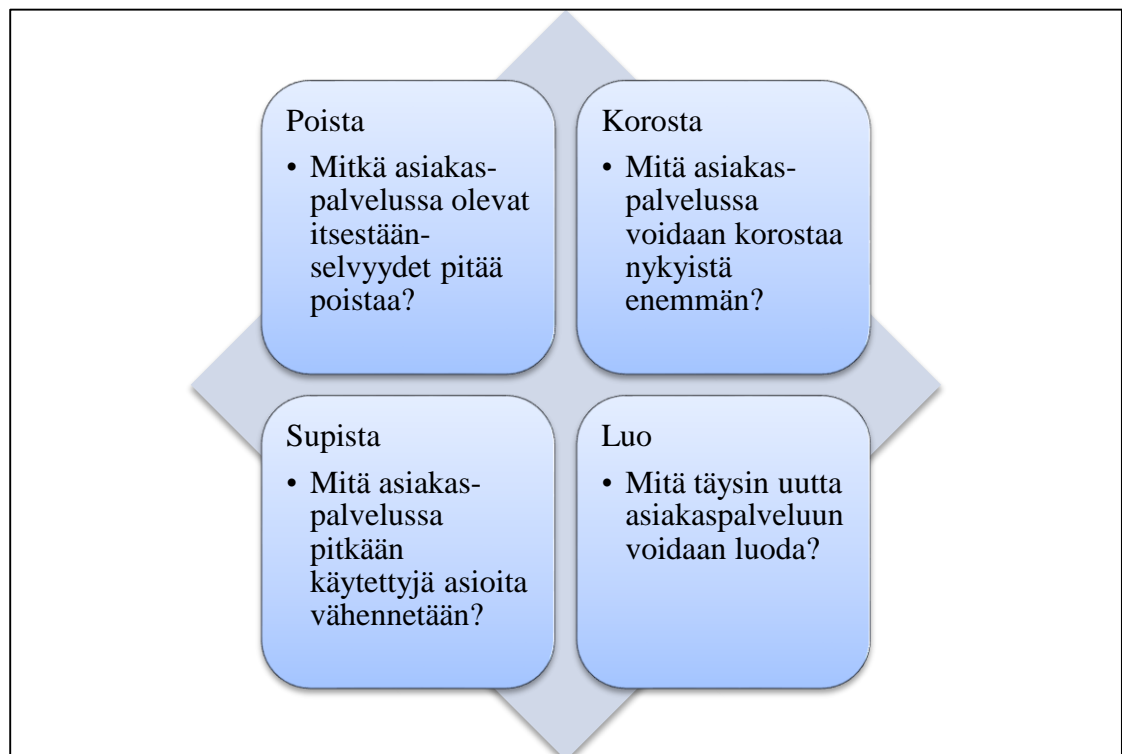 Poista
• Mitkä asiakas-
palvelussa olevat
itsestään-
selvyydet pitää
poistaa?
Korosta
• Mitä asiakas-
palvelussa
voidaan korostaa
nykyistä
enemmän?
Supista
• Mitä asiakas-
palvelussa
pitkään
käytettyjä asioita
vähennetään?
Luo
• Mitä täysin uutta
asiakaspalveluun
voidaan luoda?